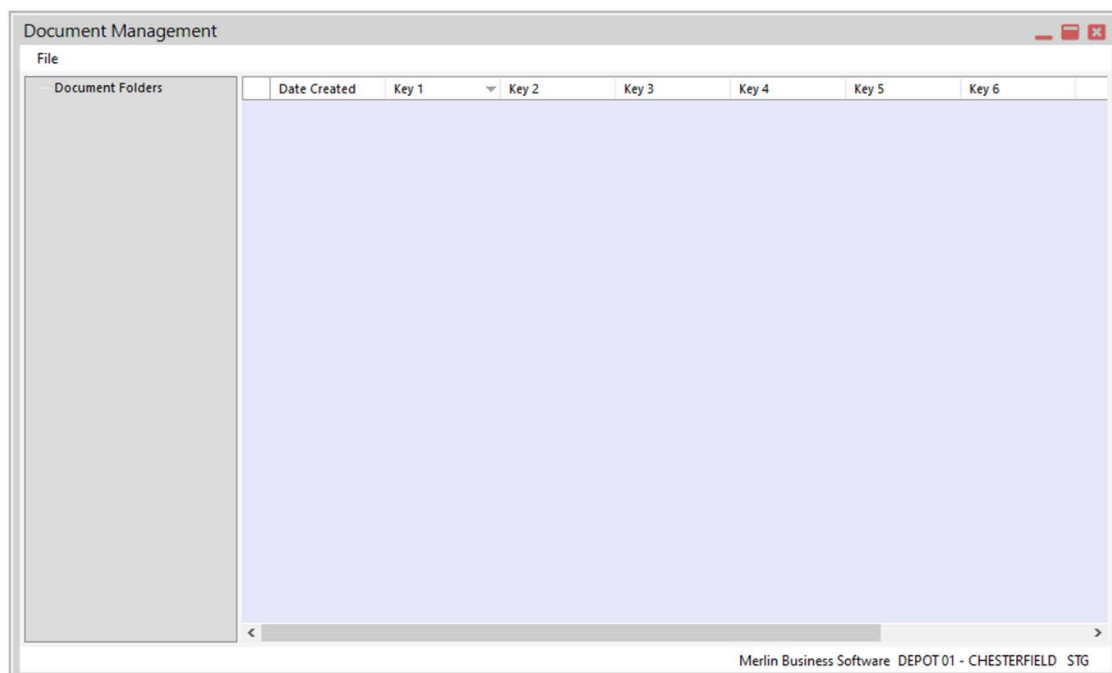 Document Management
File
Document Folders
Date Created Key 1 Key 2 Key 3 Key 4 Key 5 Key 6
Merlin Business Software DEPOT 01 - CHESTERFIELD STG